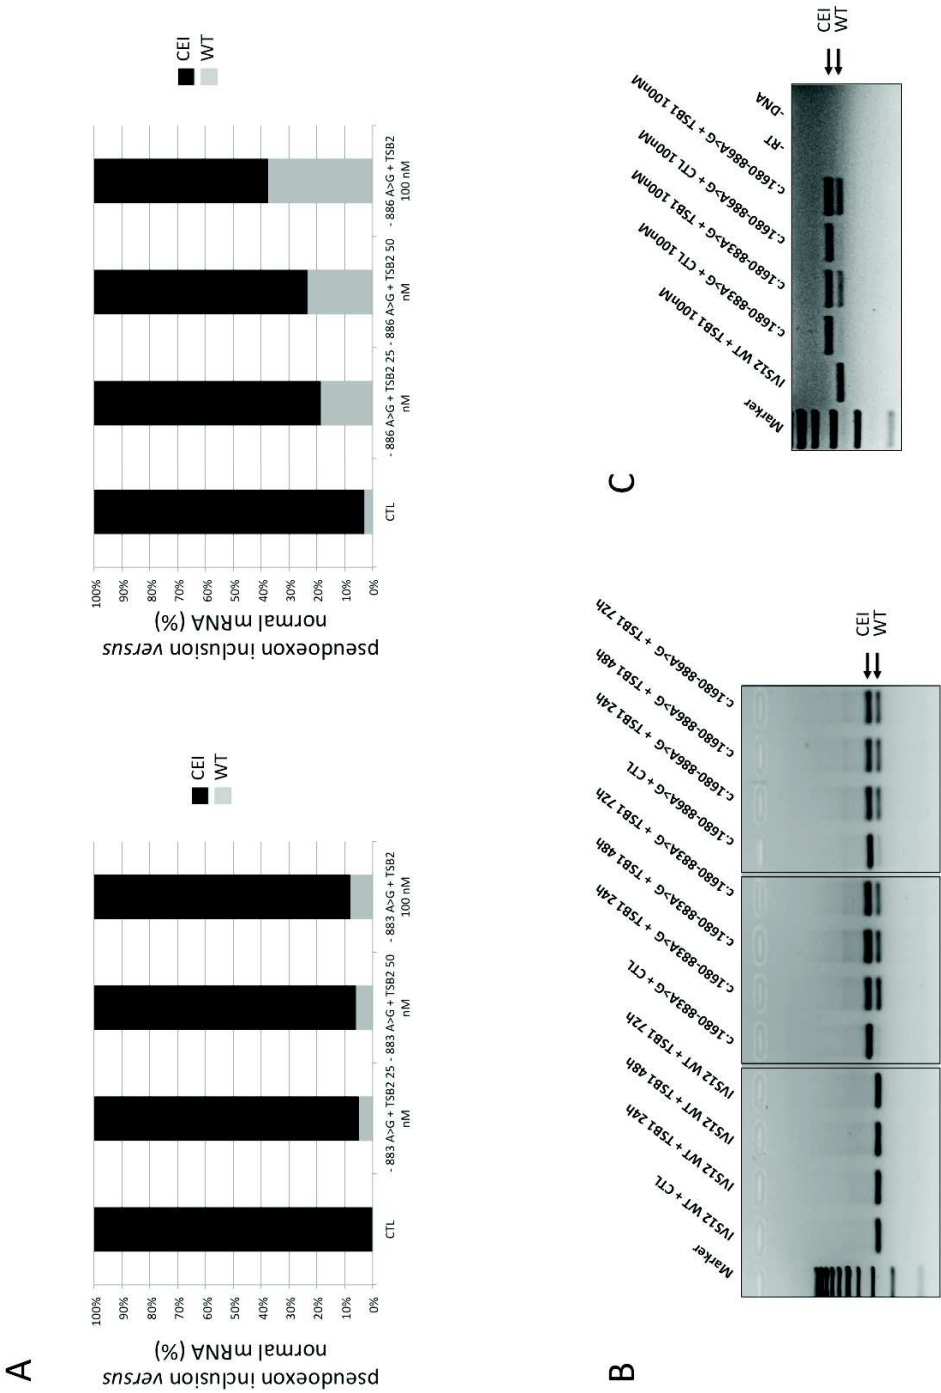 A
pseudoexon inclusion versus
normal mRNA (%)
100%
90%
80%
70%
60%
50%
40%
30%
20%
10%
0%
CTL
- 883 A>G + TSB2 25
nM
- 883 A>G + TSB2 50
nM
- 883 A>G + TSB2
100 nM
CEI
WT
pseudoexon inclusion versus
normal mRNA (%)
100%
90%
80%
70%
60%
50%
40%
30%
20%
10%
0%
CTL
- 886 A>G + TSB2 25
nM
- 886 A>G + TSB2 50
nM
- 886 A>G + TSB2
100 nM
CEI
WT
B
Marker
IVS12 WT + CTL
IVS12 WT + TSB1 24h
IVS12 WT + TSB1 48h
IVS12 WT + TSB1 72h
c.1680-883A>G + CTL
c.1680-883A>G + TSB1 24h
c.1680-883A>G + TSB1 48h
c.1680-883A>G + TSB1 72h
c.1680-886A>G + CTL
c.1680-886A>G + TSB1 24h
c.1680-886A>G + TSB1 48h
c.1680-886A>G + TSB1 72h
CEI
WT
C
Marker
IVS12 WT + TSB1 100nM
c.1680-883A>G + CTL 100nM
c.1680-883A>G + TSB1 100nM
c.1680-886A>G + CTL 100nM
c.1680-886A>G + TSB1 100nM
-RT
-DNA
CEI
WT